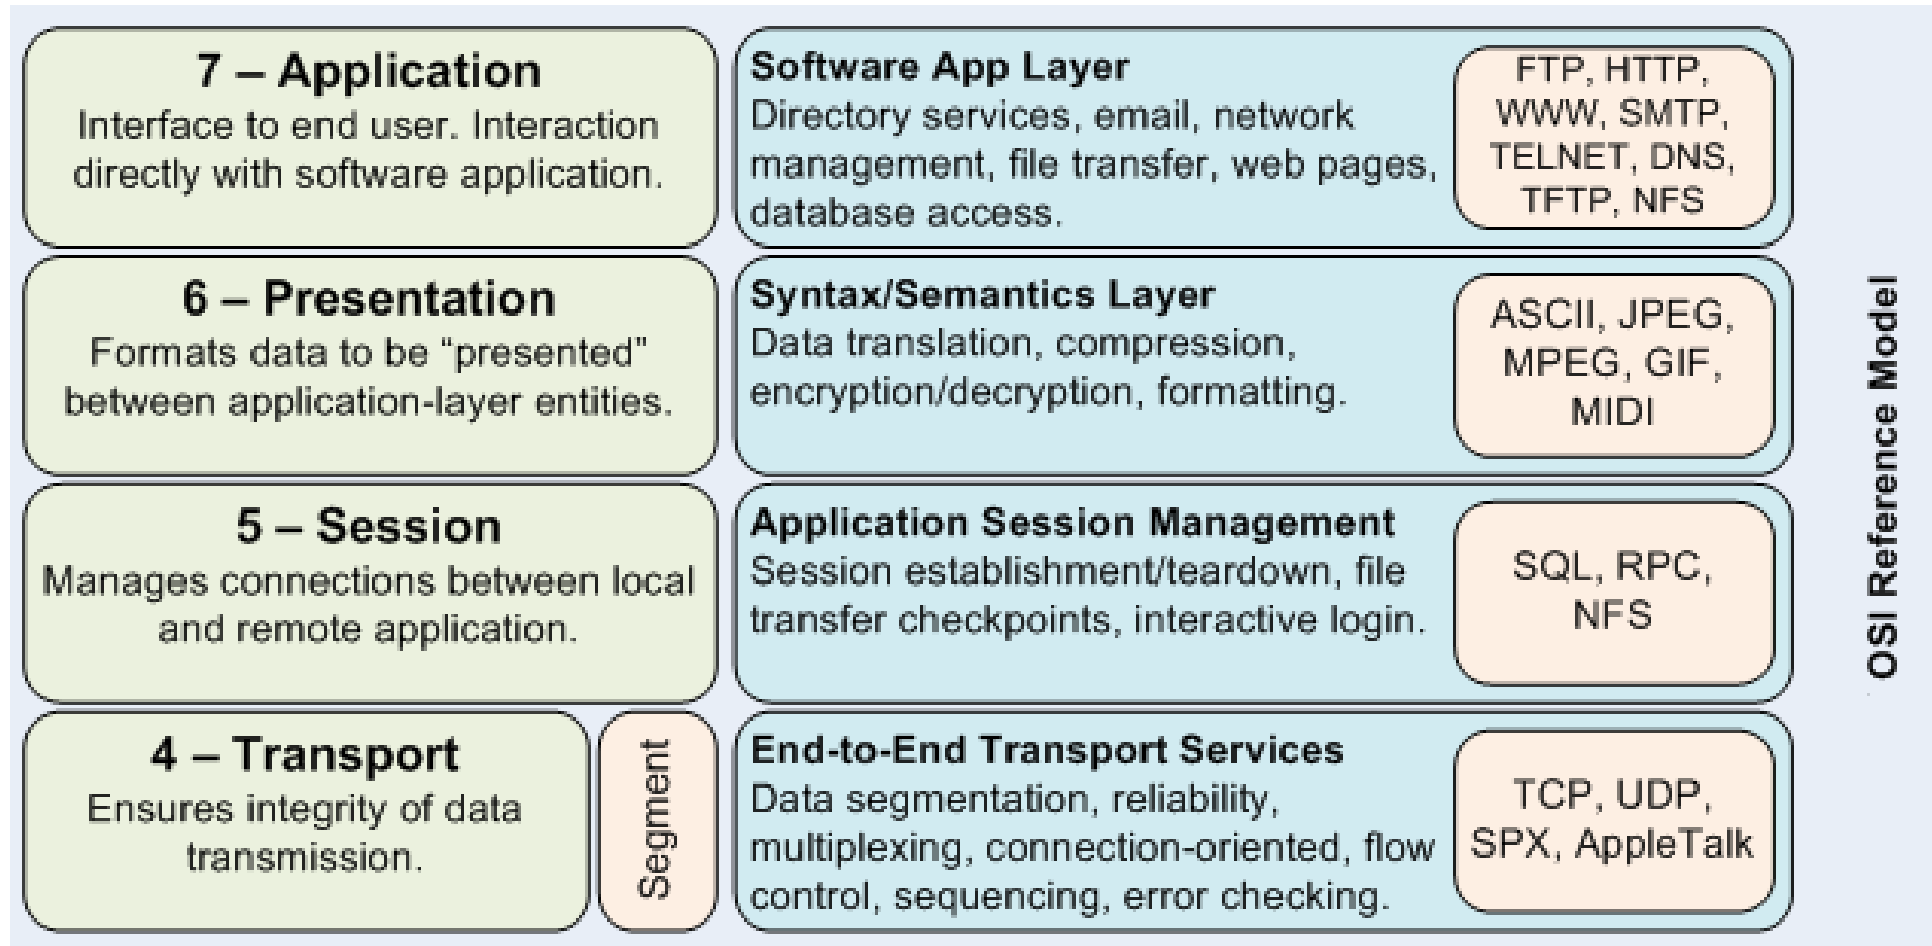 7 – Application
Interface to end user. Interaction
directly with software application.
Software App Layer
Directory services, email, network
management, file transfer, web pages,
database access.
FTP, HTTP,
WWW, SMTP,
TELNET, DNS,
TFTP, NFS
6 – Presentation
Formats data to be “presented”
between application-layer entities.
Syntax/Semantics Layer
Data translation, compression,
encryption/decryption, formatting.
ASCII, JPEG,
MPEG, GIF,
MIDI
5 – Session
Manages connections between local
and remote application.
Application Session Management
Session establishment/teardown, file
transfer checkpoints, interactive login.
SQL, RPC,
NFS
4 – Transport
Ensures integrity of data
transmission.
Segment
End-to-End Transport Services
Data segmentation, reliability,
multiplexing, connection-oriented, flow
control, sequencing, error checking.
TCP, UDP,
SPX, AppleTalk
OSI Reference Model